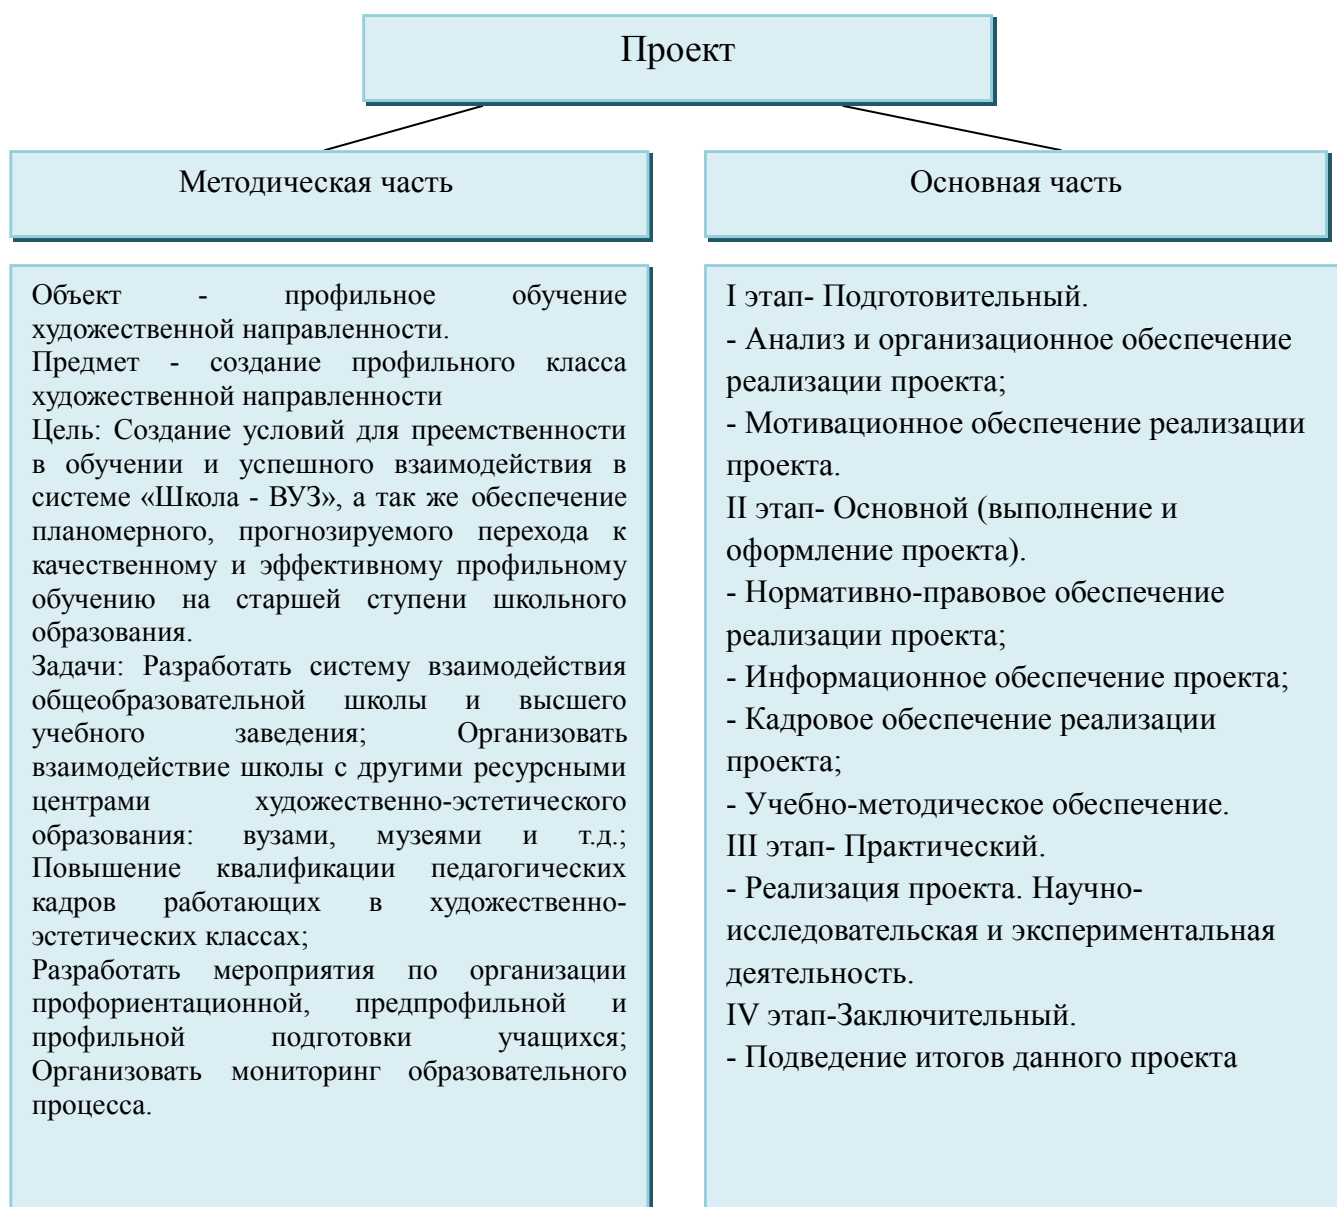 Проект
Методическая часть
Основная часть
Объект - профильное обучение
художественной направленности.
Предмет - создание профильного класса
художественной направленности
Цель: Создание условий для преемственности
в обучении и успешного взаимодействия в
системе «Школа - ВУЗ», а так же обеспечение
планомерного, прогнозируемого перехода к
качественному и эффективному профильному
обучению на старшей ступени школьного
образования.
Задачи: Разработать систему взаимодействия
общеобразовательной школы и высшего
учебного заведения; Организовать
взаимодействие школы с другими ресурсными
центрами художественно-эстетического
образования: вузами, музеями и т.д.;
Повышение квалификации педагогических
кадров работающих в художественно-
эстетических классах;
Разработать мероприятия по организации
профориентационной, предпрофильной и
профильной подготовки учащихся;
Организовать мониторинг образовательного
процесса.
I этап- Подготовительный.
- Анализ и организационное обеспечение
реализации проекта;
- Мотивационное обеспечение реализации
проекта.
II этап- Основной (выполнение и
оформление проекта).
- Нормативно-правовое обеспечение
реализации проекта;
- Информационное обеспечение проекта;
- Кадровое обеспечение реализации
проекта;
- Учебно-методическое обеспечение.
III этап- Практический.
- Реализация проекта. Научно-
исследовательская и экспериментальная
деятельность.
IV этап-Заключительный.
- Подведение итогов данного проекта